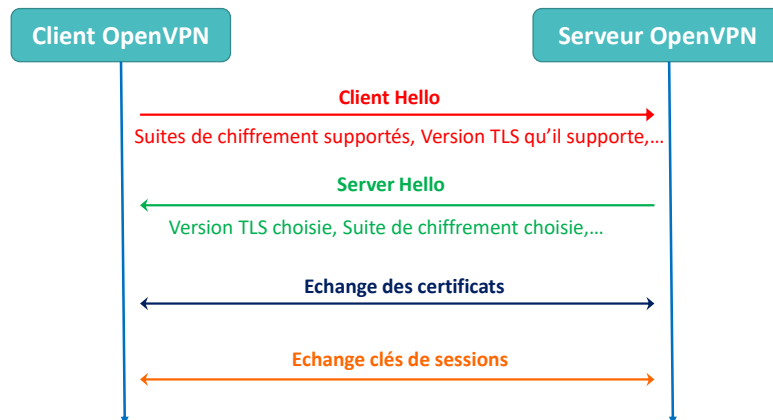 Client OpenVPN
Serveur OpenVPN
Client Hello
Suites de chiffrement supportés, Version TLS qu'il supporte,...
Server Hello
Version TLS choisie, Suite de chiffrement choisie,...
Echange des certificats
Echange clés de sessions